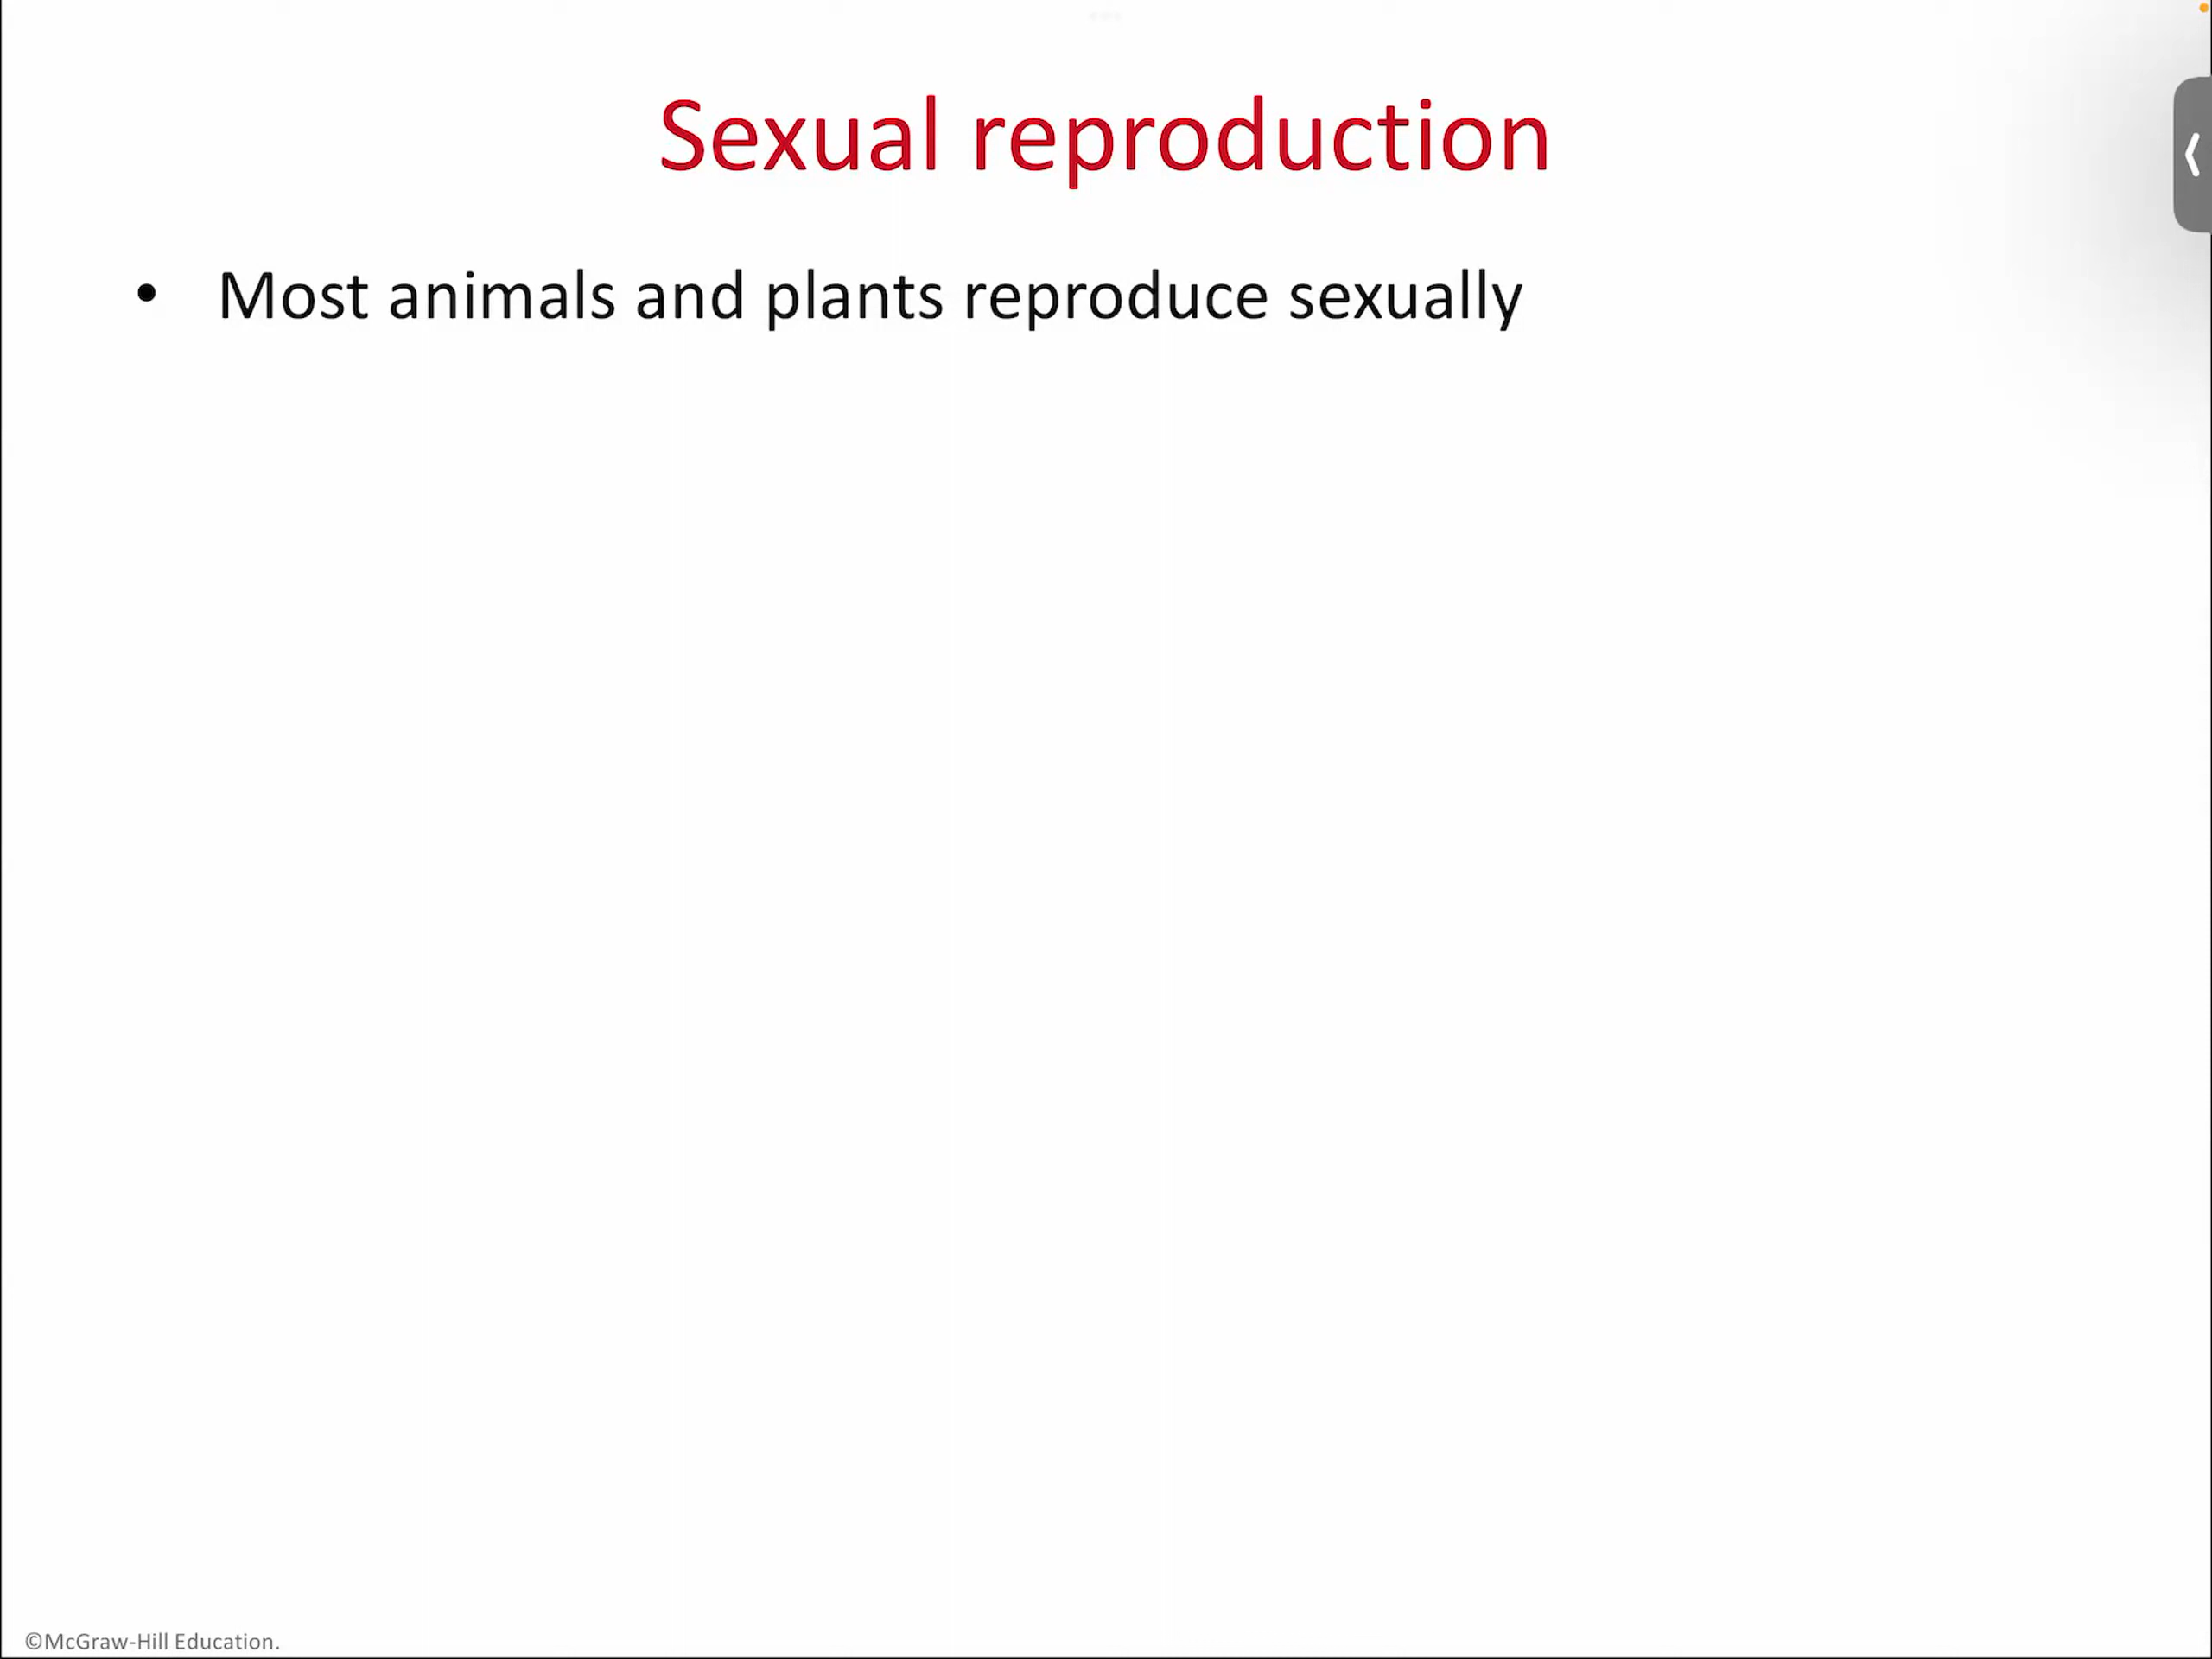 Sexual reproduction
• Most animals and plants reproduce sexually
©McGraw-Hill Education.